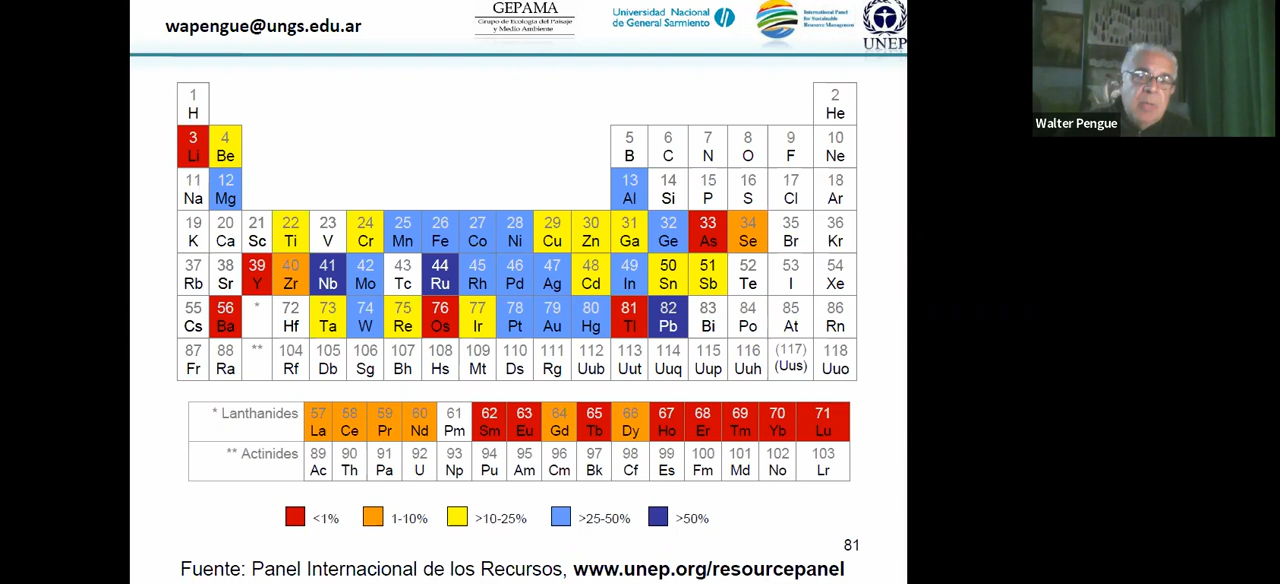 wapengue@ungs.edu.ar
GEPAMA
Grupo de Ecología del Paisaje
y Medio Ambiente
Universidad Nacional
de General Sarmiento
International Panel
for Sustainable
Resource Management
UNEP
Walter Pengue
1 2
H He
3 4 5 6 7 8 9 10
Li Be B C N O F Ne
11 12 13 14 15 16 17 18
Na Mg Al Si P S Cl Ar
19 20 21 22 23 24 25 26 27 28 29 30 31 32 33 34 35 36
K Ca Sc Ti V Cr Mn Fe Co Ni Cu Zn Ga Ge As Se Br Kr
37 38 39 40 41 42 43 44 45 46 47 48 49 50 51 52 53 54
Rb Sr Y Zr Nb Mo Tc Ru Rh Pd Ag Cd In Sn Sb Te I Xe
55 56 * 72 73 74 75 76 77 78 79 80 81 82 83 84 85 86
Cs Ba Hf Ta W Re Os Ir Pt Au Hg Tl Pb Bi Po At Rn
87 88 ** 104 105 106 107 108 109 110 111 112 113 114 115 116 (117) 118
Fr Ra Rf Db Sg Bh Hs Mt Ds Rg Uub Uut Uuq Uup Uuh (Uus) Uuo
* Lanthanides 57 58 59 60 61 62 63 64 65 66 67 68 69 70 71
La Ce Pr Nd Pm Sm Eu Gd Tb Dy Ho Er Tm Yb Lu
** Actinides 89 90 91 92 93 94 95 96 97 98 99 100 101 102 103
Ac Th Pa U Np Pu Am Cm Bk Cf Es Fm Md No Lr
<1% 1-10% >10-25% >25-50% >50%
81
Fuente: Panel Internacional de los Recursos, www.unep.org/resourcepanel